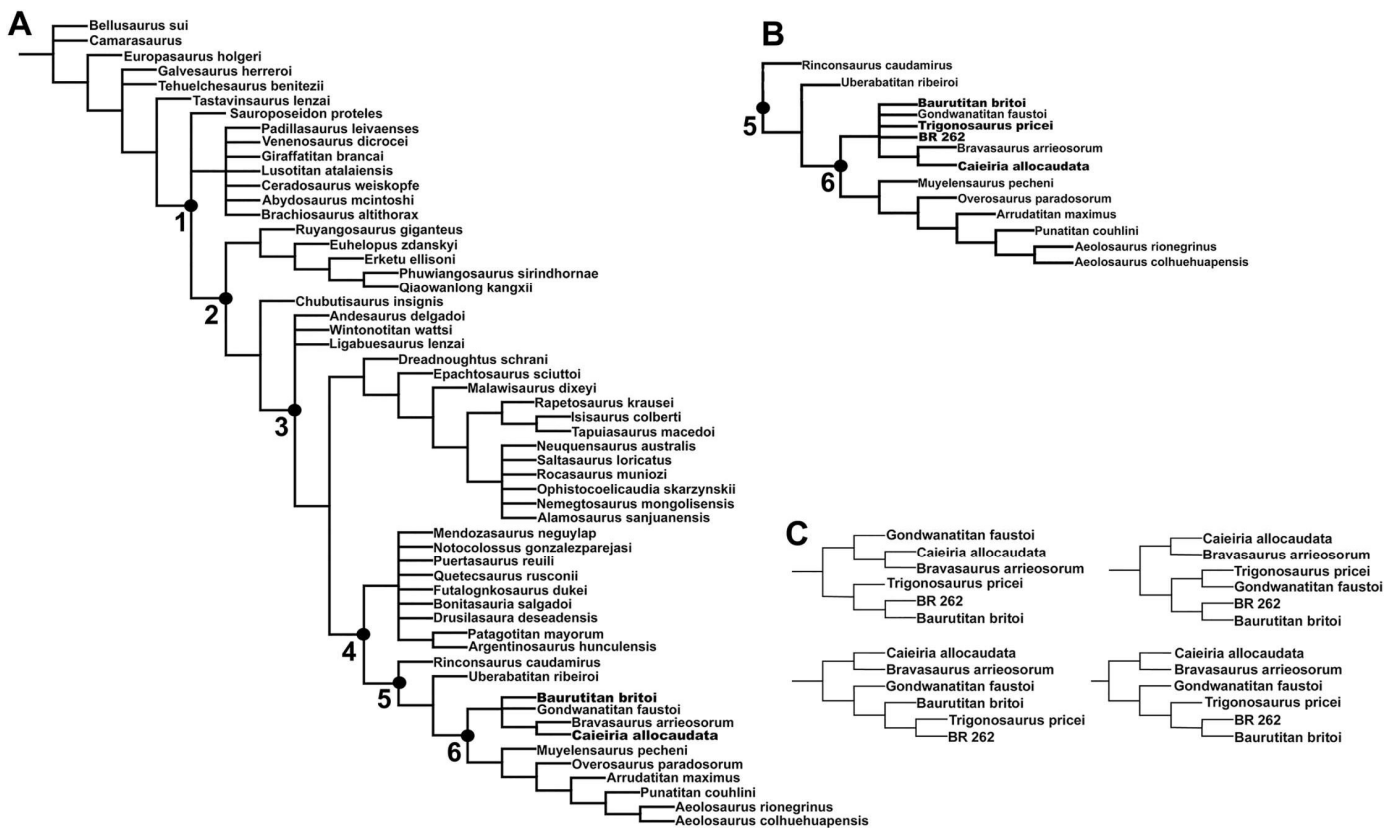 A
Bellusaurus sui
Camarasaurus
Europasaurus holgeri
Galvesaurus herreroi
Tehuelchesaurus benitezii
Tastavinsaurus lenzai
Sauroposeidon proteles
Padillasaurus leivaenses
Venenosaurus dicrocei
Giraffatitan brancai
Lusotitan atalaiensis
Ceradosaurus weiskopfe
Abydosaurus mcintoshi
Brachiosaurus altithorax
1
Ruyangosaurus giganteus
Euhelopus zdanskyi
Erketu ellisoni
Phuwiangosaurus sirindhornae
Qiaowanlong kangxii
2
Chubutisaurus insignis
Andesaurus delgadoi
Wintonotitan wattsi
Ligabuesaurus lenzai
3
Dreadnoughtus schrani
Epachtosaurus sciuttoi
Malawisaurus dixeyi
Rapetosaurus krausei
Isisaurus colberti
Tapuiasaurus macedoi
Neuquensaurus australis
Saltasaurus loricatus
Rocasaurus muniozi
Ophistocoelicaudia skarzynskii
Nemegtosaurus mongolisensis
Alamosaurus sanjuanensis
Mendozasaurus neguylap
Notocolossus gonzalezparejasi
Puertasaurus reuili
Quetecsaurus rusconii
Futalognkosaurus dukei
Bonitasauria salgadoi
Drusilasaura deseadensis
Patagotitan mayorum
Argentinosaurus hunculensis
4
Rinconsaurus caudamirus
Uberabatitan ribeiroi
5
Baurutitan britoi
Gondwanatitan faustoi
Bravasaurus arrieosorum
Caieiria allocaudata
6
Muyelensaurus pecheni
Overosaurus paradosorum
Arrudatitan maximus
Punatitan couhlini
Aeolosaurus rionegrinus
Aeolosaurus colhuehuapensis
B
Rinconsaurus caudamirus
Uberabatitan ribeiroi
5
Baurutitan britoi
Gondwanatitan faustoi
Trigonosaurus pricei
BR 262
Bravasaurus arrieosorum
Caieiria allocaudata
6
Muyelensaurus pecheni
Overosaurus paradosorum
Arrudatitan maximus
Punatitan couhlini
Aeolosaurus rionegrinus
Aeolosaurus colhuehuapensis
C
Gondwanatitan faustoi
Caieiria allocaudata
Bravasaurus arrieosorum
Trigonosaurus pricei
BR 262
Baurutitan britoi
Caieiria allocaudata
Bravasaurus arrieosorum
Trigonosaurus pricei
Gondwanatitan faustoi
BR 262
Baurutitan britoi
Caieiria allocaudata
Bravasaurus arrieosorum
Gondwanatitan faustoi
Baurutitan britoi
Trigonosaurus pricei
BR 262
Caieiria allocaudata
Bravasaurus arrieosorum
Gondwanatitan faustoi
Trigonosaurus pricei
BR 262
Baurutitan britoi